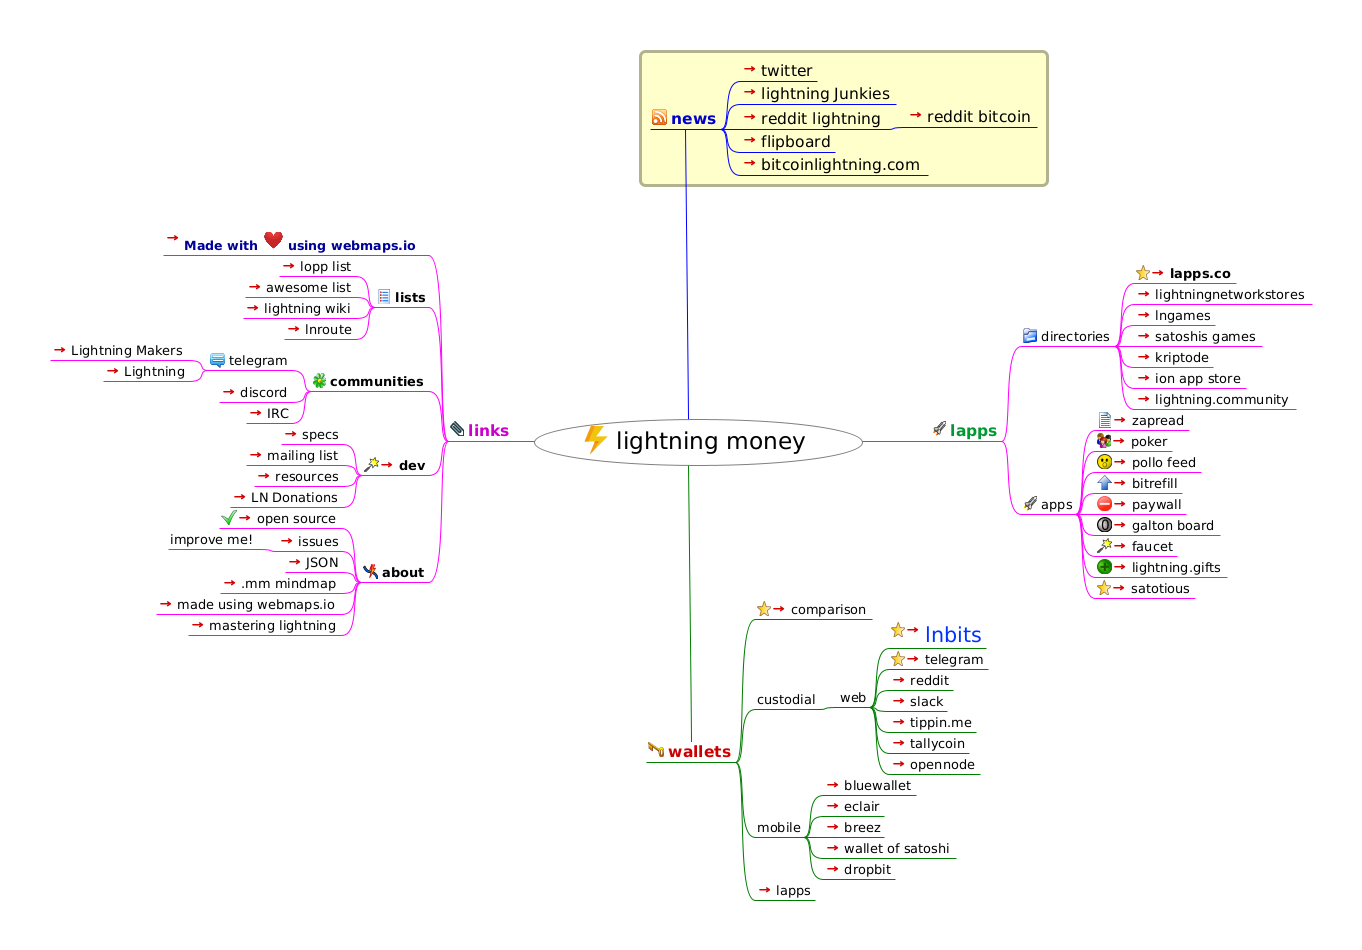 twitter
lightning Junkies
news
reddit lightning
reddit bitcoin
flipboard
bitcoinlightning.com
Made with using webmaps.io
lopp list
awesome list
lists
lightning wiki
lnroute
Lightning Makers
telegram
Lightning
communities
discord
IRC
links
specs
mailing list
dev
resources
LN Donations
open source
improve me!
issues
JSON
about
.mm mindmap
made using webmaps.io
mastering lightning
lightning money
lapps
lapps.co
lightningnetworkstores
lngames
directories
satoshis games
kriptode
ion app store
lightning.community
zapread
poker
pollo feed
bitrefill
apps
paywall
galton board
faucet
lightning.gifts
satotious
comparison
lnbits
telegram
reddit
custodial
web
slack
tippin.me
tallycoin
opennode
wallets
bluewallet
eclair
mobile
breez
wallet of satoshi
dropbit
lapps